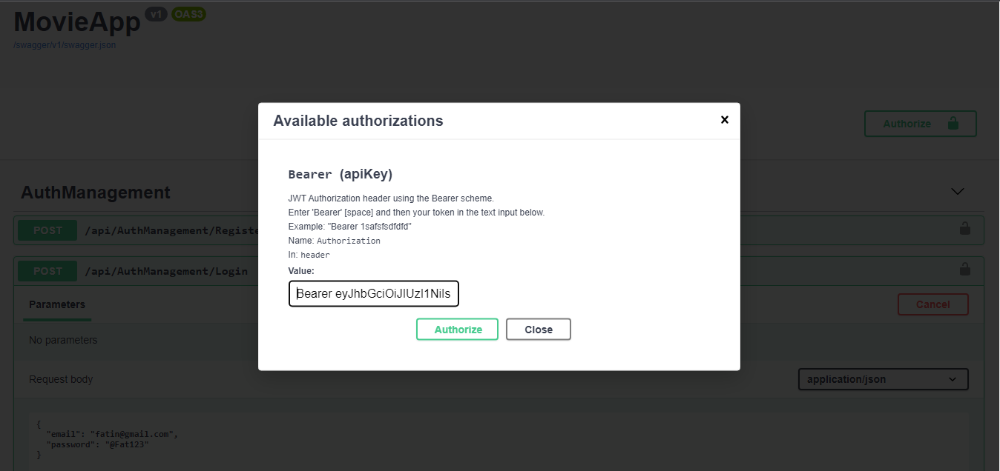 MovieApp v1 OAS3
/swagger/v1/swagger.json
Available authorizations
Authorize
Bearer (apiKey)
AuthManagement
JWT Authorization header using the Bearer scheme.
Enter 'Bearer' [space] and then your token in the text input below.
Example: "Bearer 1safsfsdfdfd"
POST /api/AuthManagement/Registe
Name: Authorization
In: header
Value:
POST /api/AuthManagement/Login
Bearer eyJhbGciOiJIUzI1NiIs
Parameters
Cancel
Authorize Close
No parameters
Request body
application/json
{
"email": "fatin@gmail.com",
"password": "@Fat123"
}